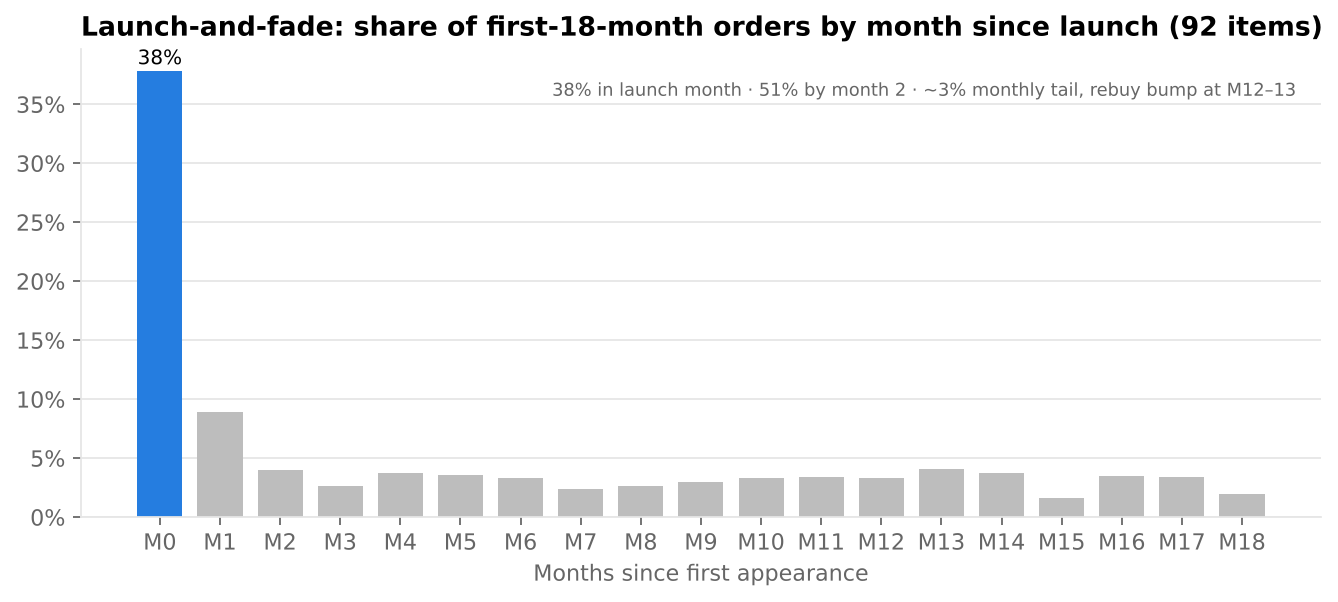 Launch-and-fade: share of first-18-month orders by month since launch (92 items)
38%
38% in launch month · 51% by month 2 · ~3% monthly tail, rebuy bump at M12–13
35%
30%
25%
20%
15%
10%
5%
0%
M0 M1 M2 M3 M4 M5 M6 M7 M8 M9 M10 M11 M12 M13 M14 M15 M16 M17 M18
Months since first appearance